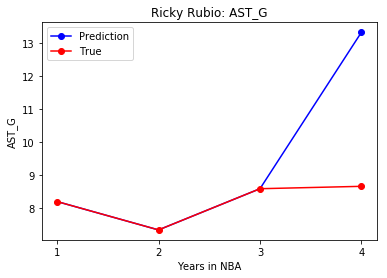 Ricky Rubio: AST_G
Prediction
True
13
12
11
10
9
8
AST_G
1
2
3
4
Years in NBA